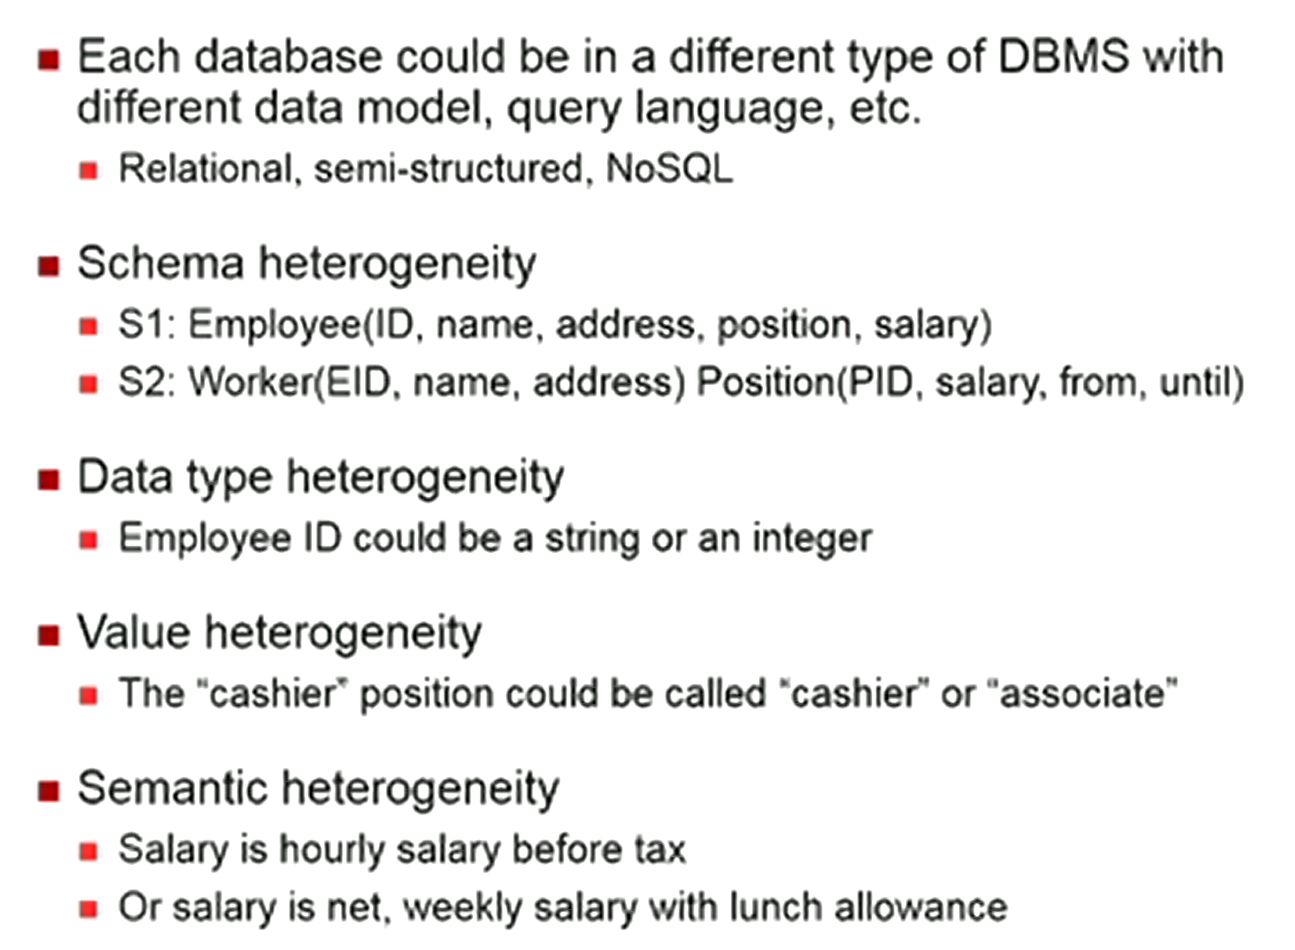 Each database could be in a different type of DBMS with
different data model, query language, etc.
Relational, semi-structured, NoSQL
Schema heterogeneity
S1: Employee(ID, name, address, position, salary)
S2: Worker(EID, name, address) Position(PID, salary, from, until)
Data type heterogeneity
Employee ID could be a string or an integer
Value heterogeneity
The "cashier" position could be called "cashier" or "associate"
Semantic heterogeneity
Salary is hourly salary before tax
Or salary is net, weekly salary with lunch allowance